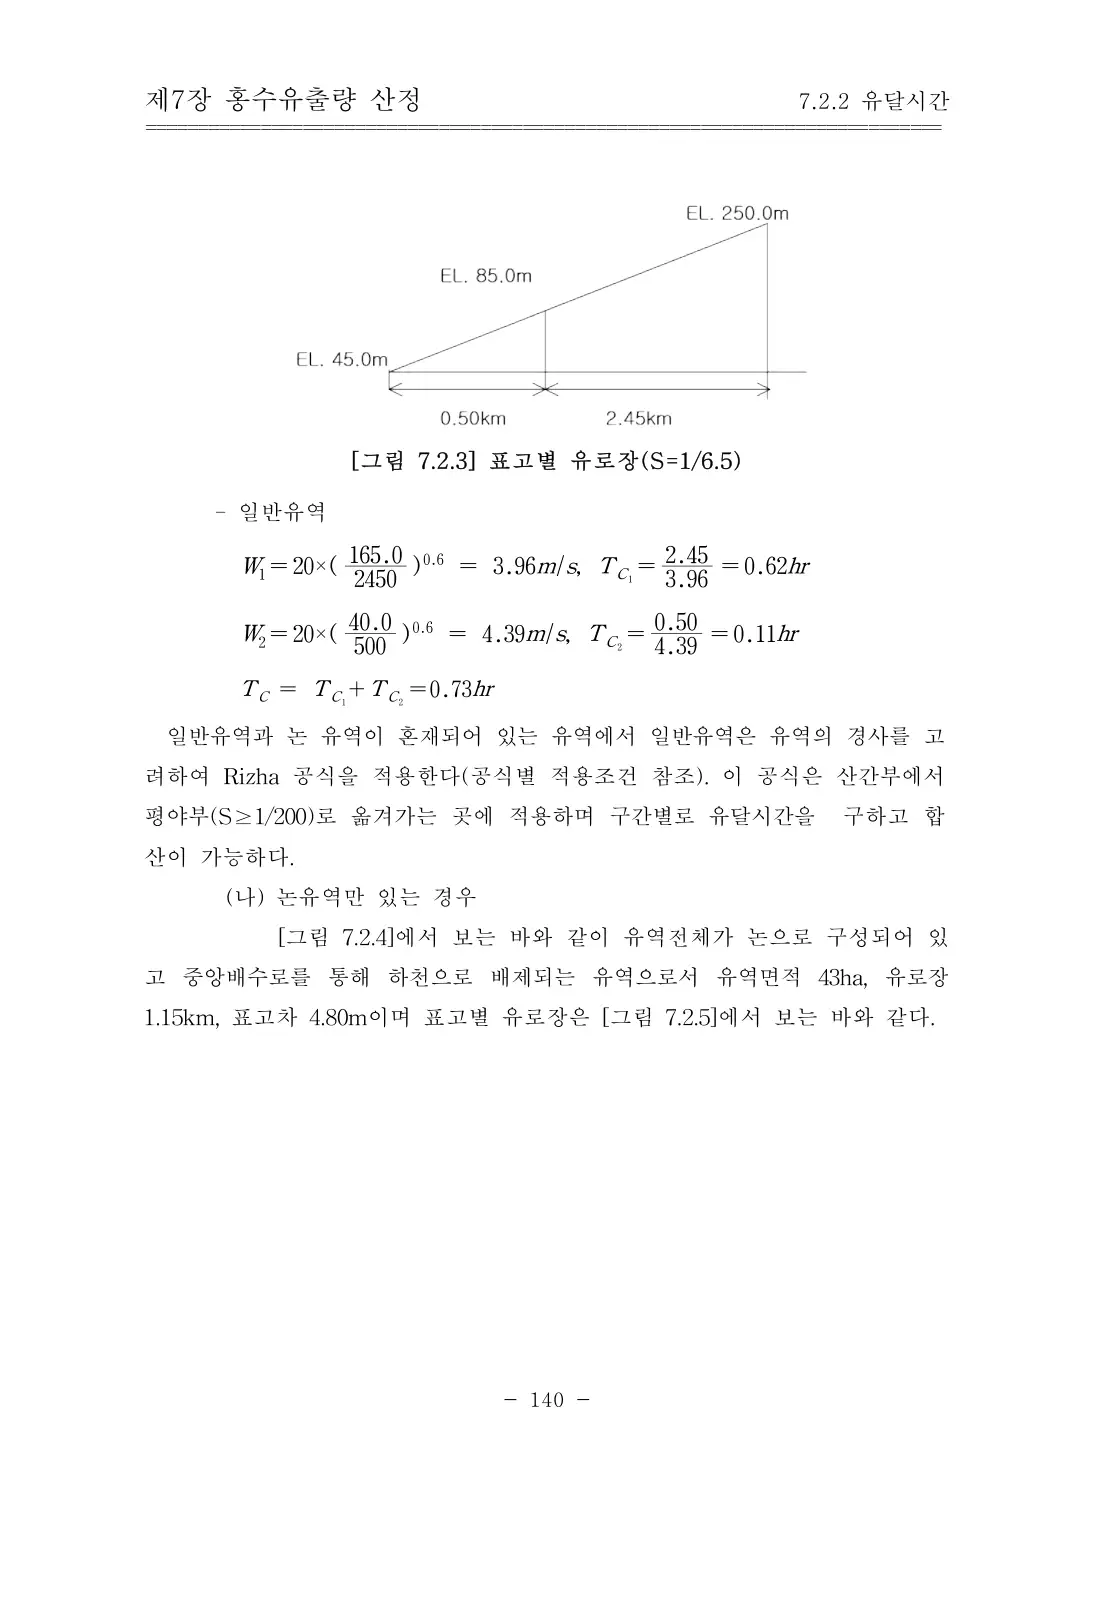 제7장 홍수유출량 산정 7.2.2 유달시간
EL. 250.0m
EL. 85.0m
EL. 45.0m
0.50km 2.45km
[그림 7.2.3] 표고별 유로장(S=1/6.5)
- 일반유역
W₁=20×( 165.0/2450 )^0.6 = 3.96m/s, T_C₁= 2.45/3.96 =0.62hr
W₂=20×( 40.0/500 )^0.6 = 4.39m/s, T_C₂= 0.50/4.39 =0.11hr
T_C = T_C₁+ T_C₂=0.73hr
일반유역과 논 유역이 혼재되어 있는 유역에서 일반유역은 유역의 경사를 고
려하여 Rizha 공식을 적용한다(공식별 적용조건 참조). 이 공식은 산간부에서
평야부(S≥1/200)로 옮겨가는 곳에 적용하며 구간별로 유달시간을 구하고 합
산이 가능하다.
(나) 논유역만 있는 경우
[그림 7.2.4]에서 보는 바와 같이 유역전체가 논으로 구성되어 있
고 중앙배수로를 통해 하천으로 배제되는 유역으로서 유역면적 43ha, 유로장
1.15km, 표고차 4.80m이며 표고별 유로장은 [그림 7.2.5]에서 보는 바와 같다.
- 140 -